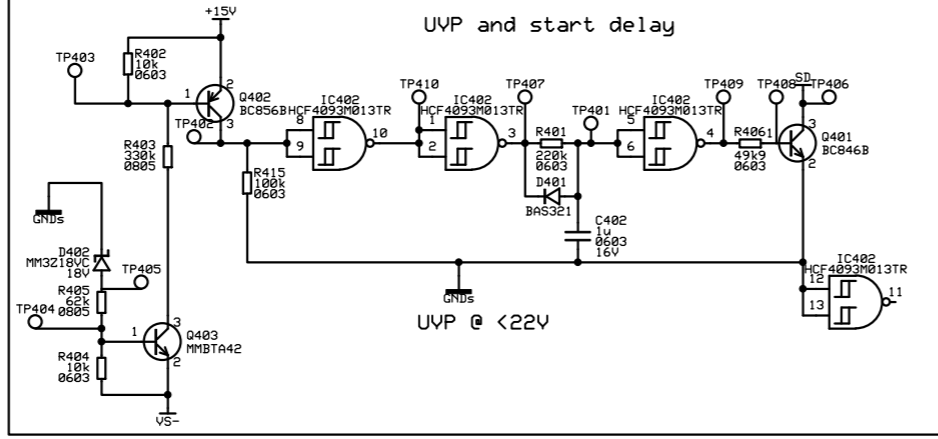 UVP and start delay
+15V
TP403
R402
10k
0603
2
1
Q402
BC856B
3
TP402
R403
330k
0805
R415
100k
0603
IC402
HCF4093M013TR
8
9
10
TP410
IC402
HCF4093M013TR
1
2
3
TP407
R401
220k
0603
D401
BAS321
TP401
C402
1u
0603
16V
IC402
HCF4093M013TR
5
6
4
TP409
R406
49k9
0603
TP408
SD
TP406
1
3
Q401
BC846B
2
IC402
HCF4093M013TR
12
13
11
GNDs
D402
MM3Z18VC
18V
TP405
R405
62k
0805
TP404
1
3
Q403
MMBTA42
2
R404
10k
0603
VS-
GNDs
UVP @ <22V